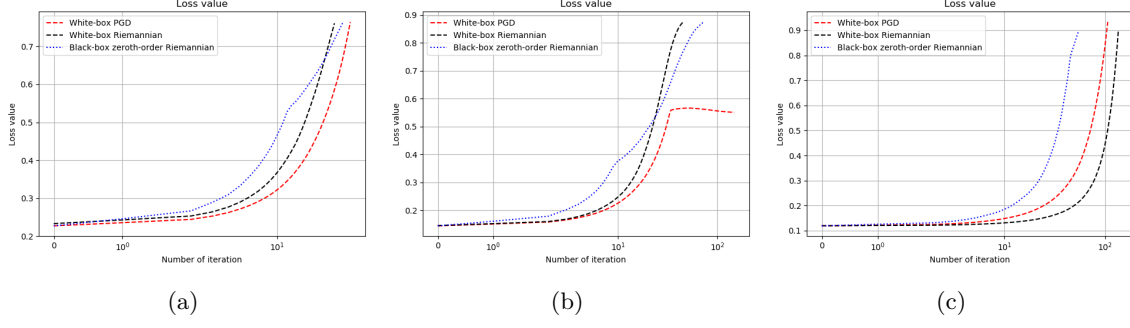 Loss value
White-box PGD
White-box Riemannian
Black-box zeroth-order Riemannian
0.7
0.6
0.5
0.4
0.3
0.2
Loss value
0
10^0
10^1
Number of iteration
(a)
Loss value
White-box PGD
White-box Riemannian
Black-box zeroth-order Riemannian
0.9
0.8
0.7
0.6
0.5
0.4
0.3
0.2
Loss value
0
10^0
10^1
10^2
Number of iteration
(b)
Loss value
White-box PGD
White-box Riemannian
Black-box zeroth-order Riemannian
0.9
0.8
0.7
0.6
0.5
0.4
0.3
0.2
0.1
Loss value
0
10^0
10^1
10^2
Number of iteration
(c)